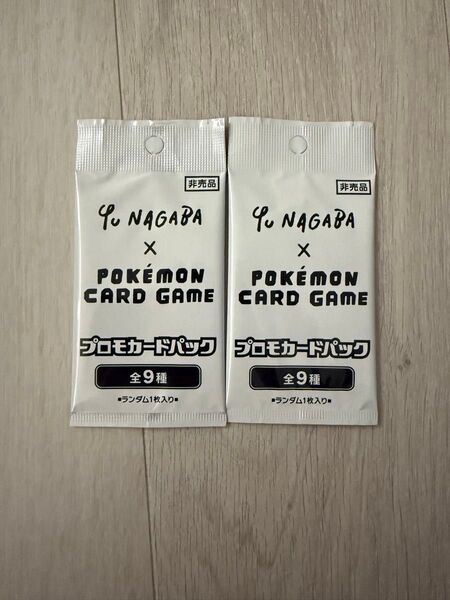 非売品
YU NAGABA
×
POKÉMON
CARD GAME
プロモカードパック
全9種
■ランダム1枚入り■
非売品
YU NAGABA
×
POKÉMON
CARD GAME
プロモカードパック
全9種
■ランダム1枚入り■